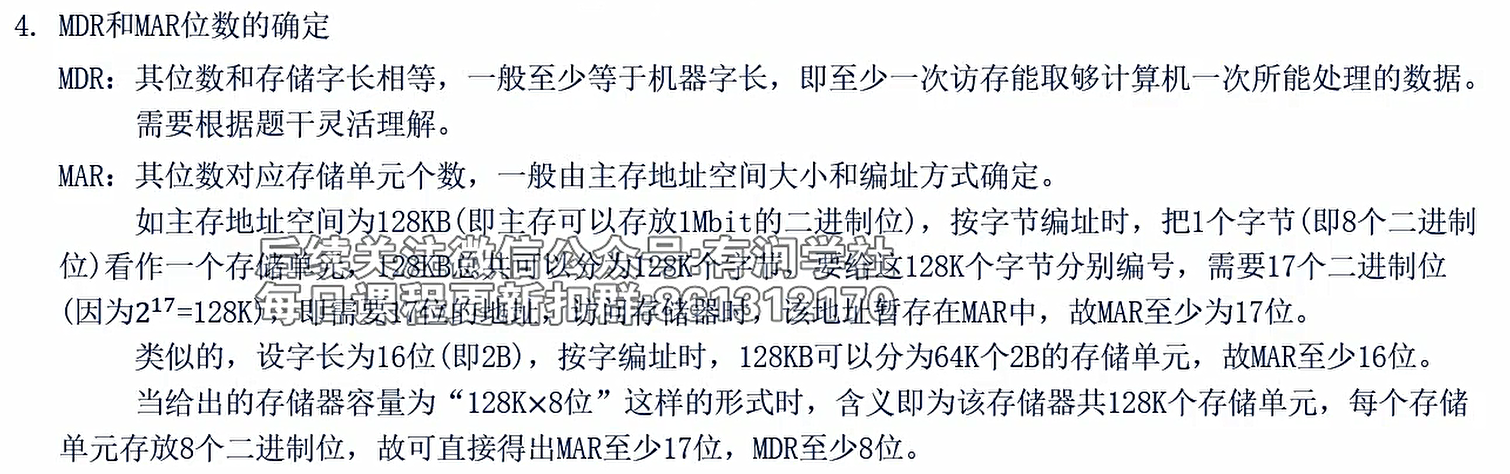 4. MDR和MAR位数的确定
MDR：其位数和存储字长相等，一般至少等于机器字长，即至少一次访存能取够计算机一次所能处理的数据。
需要根据题干灵活理解。
MAR：其位数对应存储单元个数，一般由主存地址空间大小和编址方式确定。
如主存地址空间为128KB(即主存可以存放1Mbit的二进制位)，按字节编址时，把1个字节(即8个二进制
位)看作一个存储单元，128KB总共可以分为128K个字节。要给这128K个字节分别编号，需要17个二进制位
后续关注微信公众号:有润学社
(因为2¹⁷=128K)，即需要17位的地址，访问存储器时，该地址暂存在MAR中，故MAR至少为17位。
每日课程更新扣群:
类似的，设字长为16位(即2B)，按字编址时，128KB可以分为64K个2B的存储单元，故MAR至少16位。
当给出的存储器容量为“128K×8位”这样的形式时，含义即为该存储器共128K个存储单元，每个存储
单元存放8个二进制位，故可直接得出MAR至少17位，MDR至少8位。